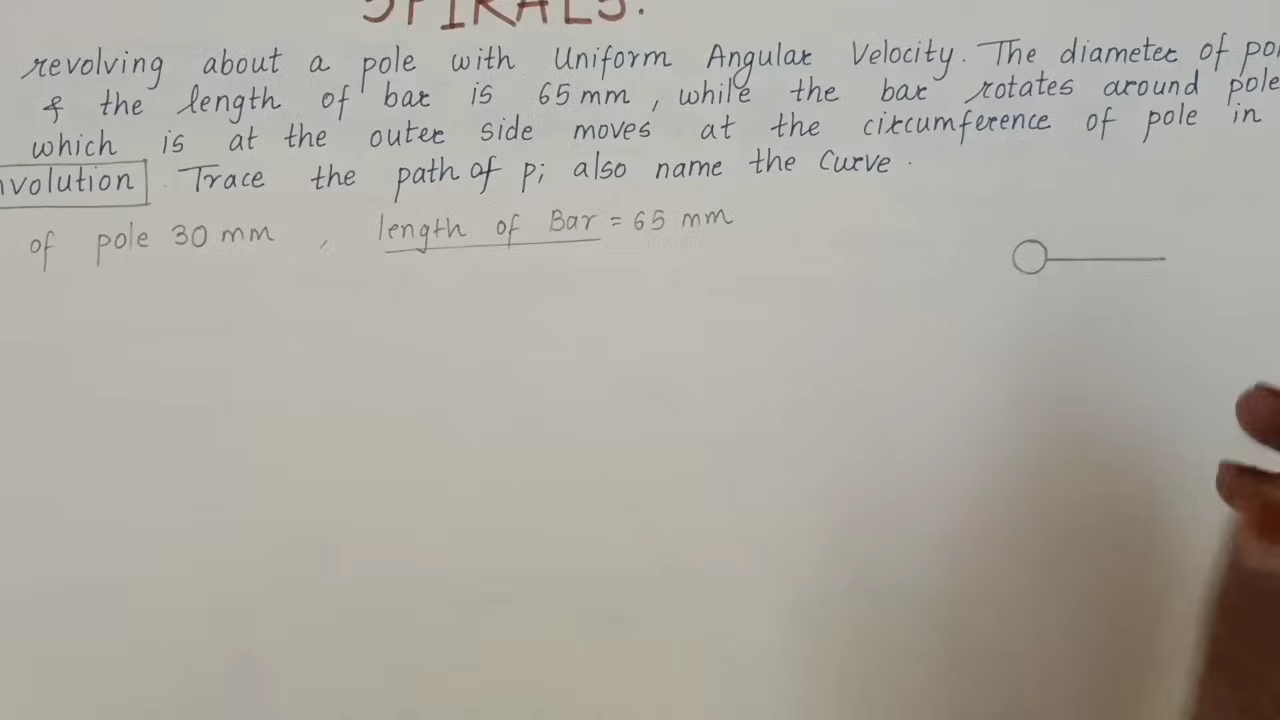 SPIRALS.
revolving about a pole with Uniform Angular Velocity. The diameter of
& the length of bar is 65 mm, while the bar rotates around pole
which is at the outer side moves at the circumference of pole in
volution Trace the path of p; also name the Curve.
of pole 30 mm, length of Bar = 65 mm